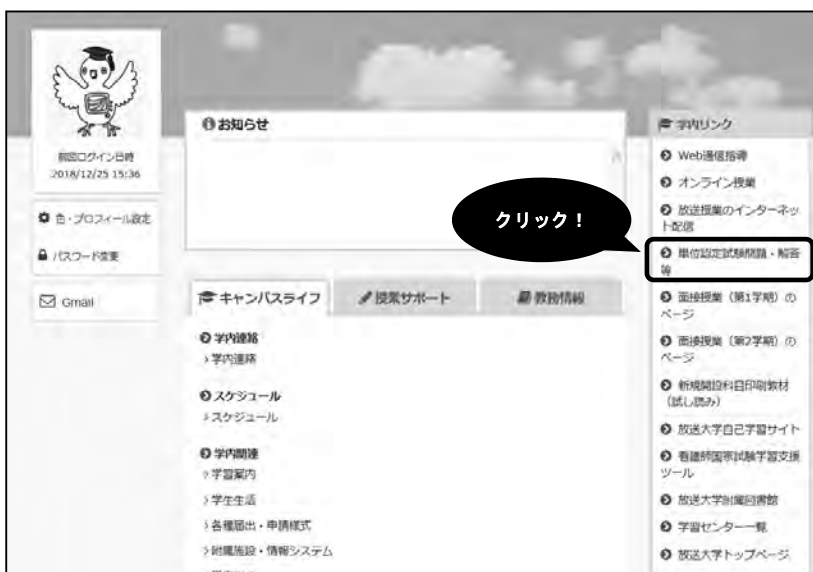 前回ログイン日時
2018/12/25 15:36
色・プロフィール設定
パスワード変更
Gmail
お知らせ
クリック！
キャンパスライフ
授業サポート
教務情報
学内連絡
›学内連絡
スケジュール
›スケジュール
学内関連
›学習案内
›学生生活
›各種届出・申請様式
›附属施設・情報システム
学内リンク
Web通信指導
オンライン授業
放送授業のインターネッ
ト配信
単位認定試験問題・解答
等
面接授業（第1学期）の
ページ
面接授業（第2学期）の
ページ
新規開設科目印刷教材
（試し読み）
放送大学自己学習サイト
看護師国家試験学習支援
ツール
放送大学附属図書館
学習センター一覧
放送大学トップページ